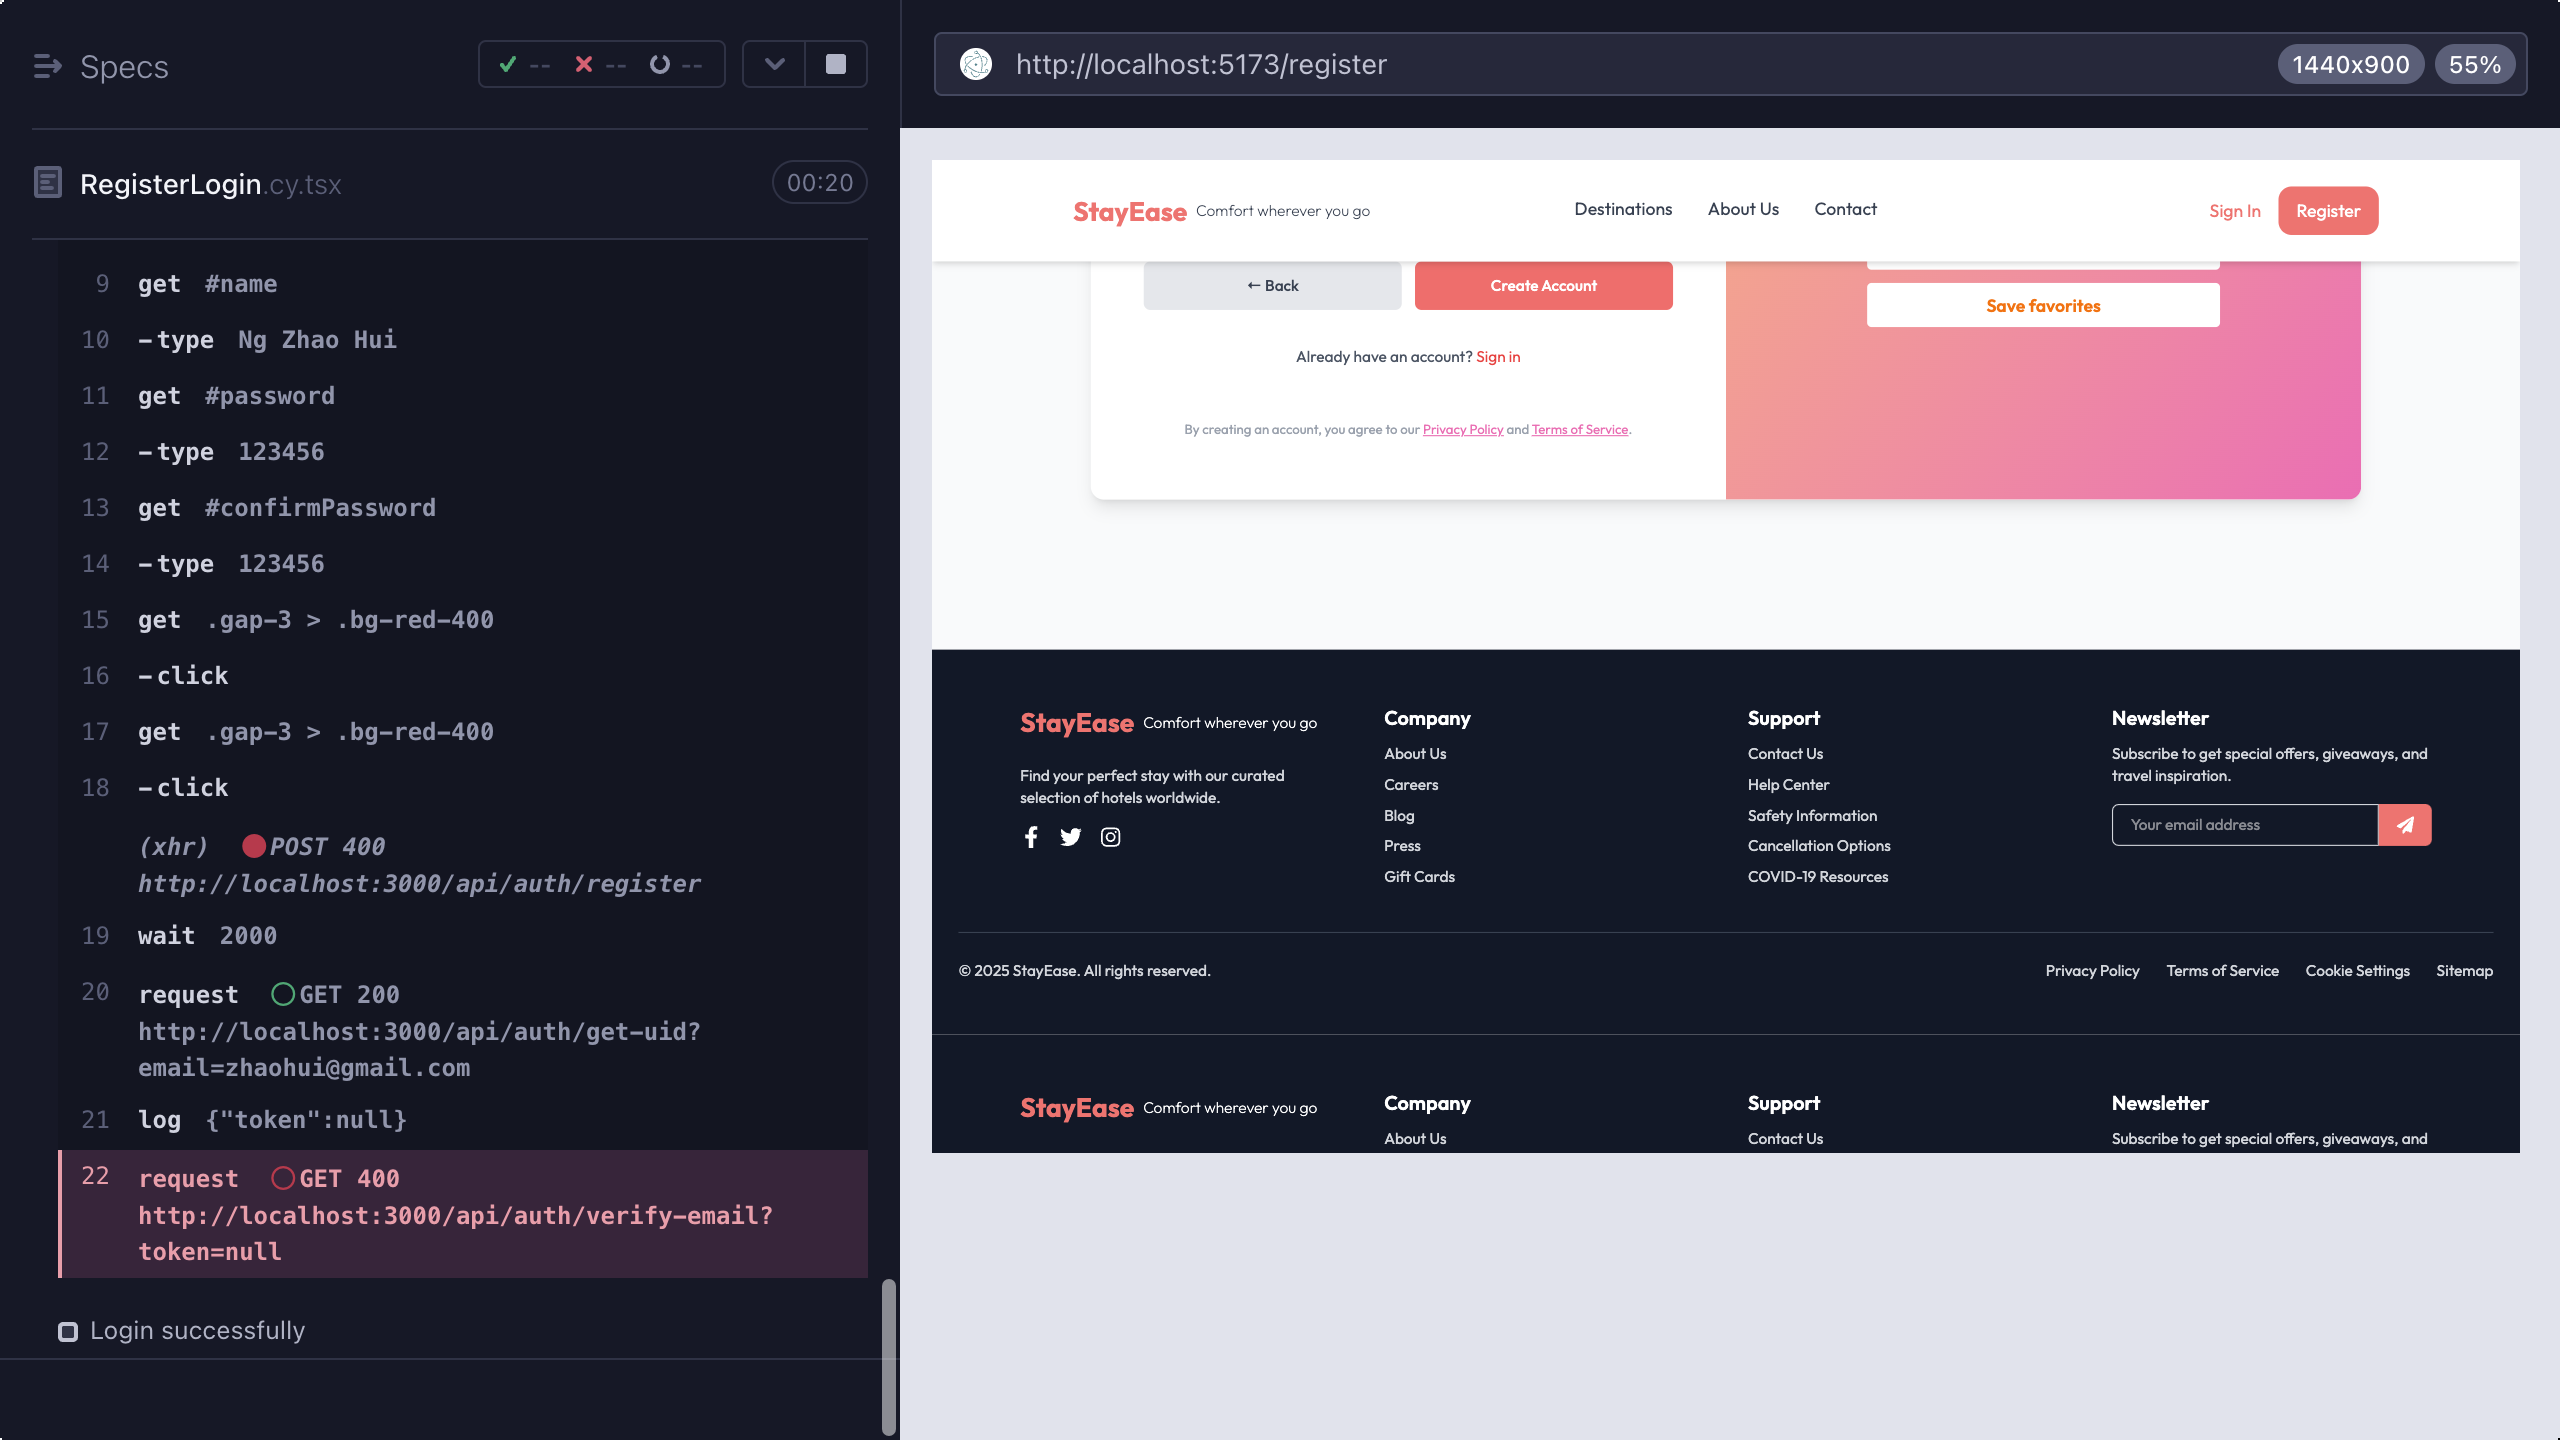 Specs
-- -- --
RegisterLogin.cy.tsx
00:20
9 get #name
10 -type Ng Zhao Hui
11 get #password
12 -type 123456
13 get #confirmPassword
14 -type 123456
15 get .gap-3 > .bg-red-400
16 -click
17 get .gap-3 > .bg-red-400
18 -click
(xhr) POST 400
http://localhost:3000/api/auth/register
19 wait 2000
20 request GET 200
http://localhost:3000/api/auth/get-uid?
email=zhaohui@gmail.com
21 log {"token":null}
22 request GET 400
http://localhost:3000/api/auth/verify-email?
token=null
Login successfully
http://localhost:5173/register
1440x900
55%
StayEase Comfort wherever you go
Destinations About Us Contact
Sign In Register
← Back
Create Account
Save favorites
Already have an account? Sign in
By creating an account, you agree to our Privacy Policy and Terms of Service.
StayEase Comfort wherever you go
Find your perfect stay with our curated
selection of hotels worldwide.
Company
About Us
Careers
Blog
Press
Gift Cards
Support
Contact Us
Help Center
Safety Information
Cancellation Options
COVID-19 Resources
Newsletter
Subscribe to get special offers, giveaways, and
travel inspiration.
Your email address
© 2025 StayEase. All rights reserved.
Privacy Policy Terms of Service Cookie Settings Sitemap
StayEase Comfort wherever you go
Company
About Us
Support
Contact Us
Newsletter
Subscribe to get special offers, giveaways, and